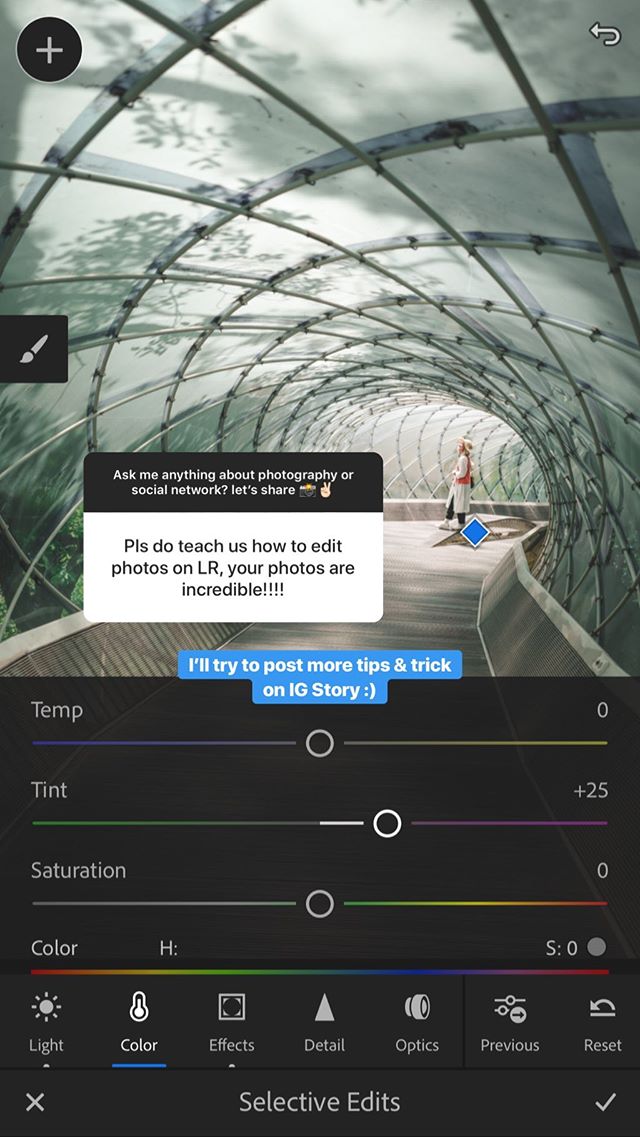 Ask me anything about photography or
social network? let's share 📸✌🏻
Pls do teach us how to edit
photos on LR, your photos are
incredible!!!!
I'll try to post more tips & trick
on IG Story :)
Temp 0
Tint +25
Saturation 0
Color H: S: 0
Light Color Effects Detail Optics Previous Reset
Selective Edits